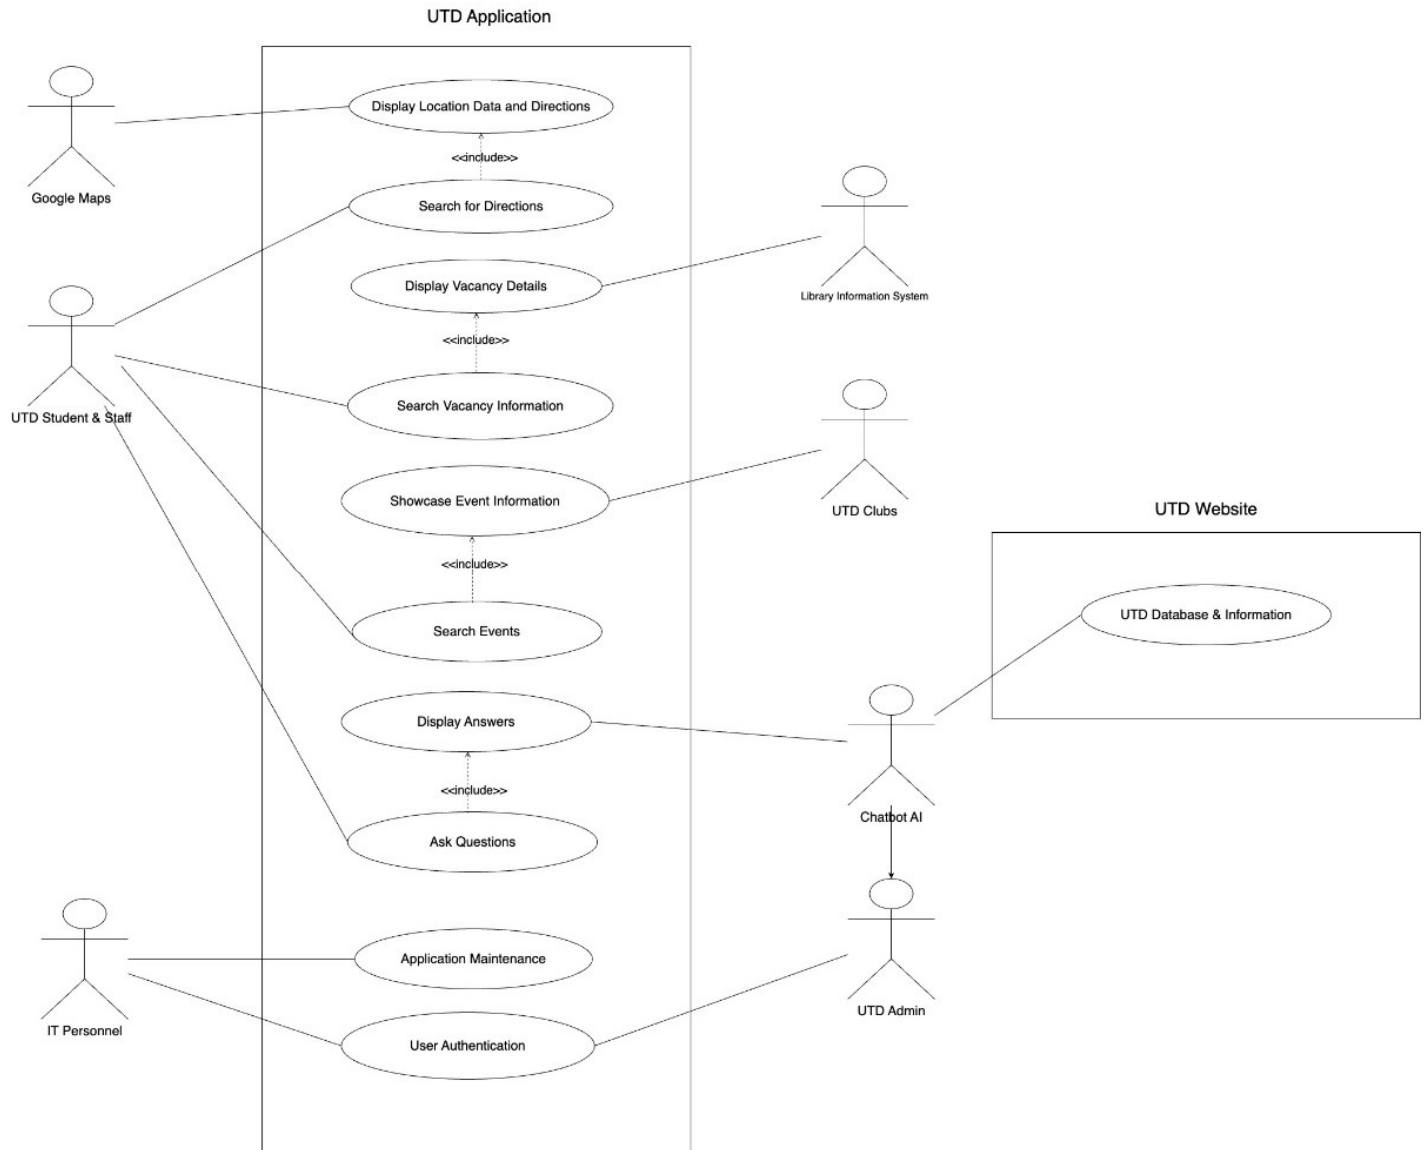 UTD Application
Display Location Data and Directions
<<include>>
Google Maps
Search for Directions
Display Vacancy Details
Library Information System
<<include>>
UTD Student & Staff
Search Vacancy Information
Showcase Event Information
UTD Clubs
UTD Website
<<include>>
UTD Database & Information
Search Events
Display Answers
<<include>>
Chatbot AI
Ask Questions
Application Maintenance
UTD Admin
IT Personnel
User Authentication